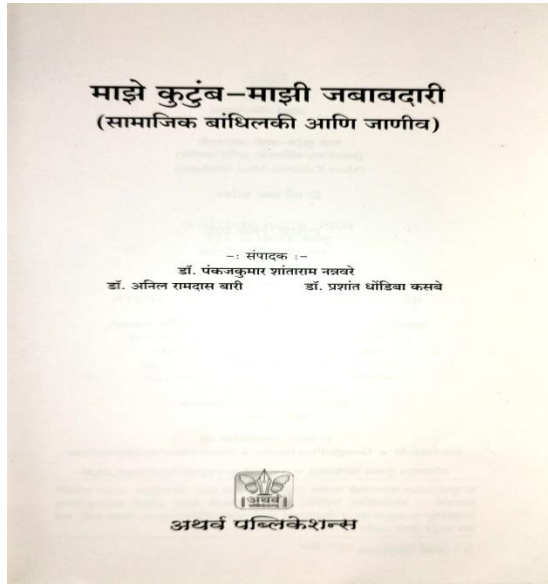 माझे कुटुंब-माझी जबाबदारी
(सामाजिक बांधिलकी आणि जाणीव)
-: संपादक :-
डॉ. पंकजकुमार शांताराम नन्नवरे
डॉ. अनिल रामदास बारी डॉ. प्रशांत धोंडिबा कसबे
अथर्व
अथर्व पब्लिकेशन्स